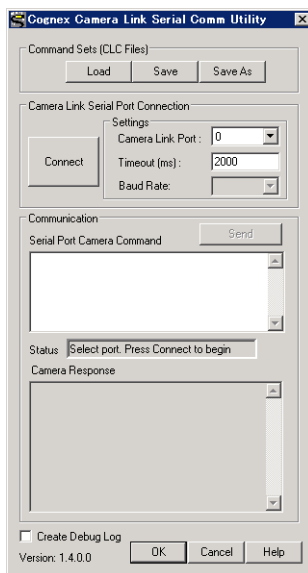 Cognex Camera Link Serial Comm Utility
Command Sets (CLC Files)
Load Save Save As
Camera Link Serial Port Connection
Settings
Camera Link Port : 0
Connect
Timeout (ms) : 2000
Baud Rate:
Communication
Send
Serial Port Camera Command
Status Select port. Press Connect to begin
Camera Response
Create Debug Log
Version: 1.4.0.0
OK Cancel Help